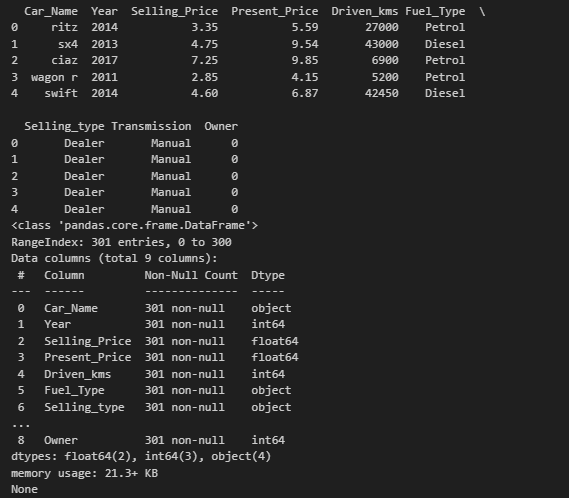 Car_Name  Year  Selling_Price  Present_Price  Driven_kms Fuel_Type  \
0     ritz  2014           3.35           5.59       27000    Petrol
1      sx4  2013           4.75           9.54       43000    Diesel
2     ciaz  2017           7.25           9.85        6900    Petrol
3  wagon r  2011           2.85           4.15        5200    Petrol
4    swift  2014           4.60           6.87       42450    Diesel

  Selling_type Transmission  Owner
0       Dealer       Manual      0
1       Dealer       Manual      0
2       Dealer       Manual      0
3       Dealer       Manual      0
4       Dealer       Manual      0
<class 'pandas.core.frame.DataFrame'>
RangeIndex: 301 entries, 0 to 300
Data columns (total 9 columns):
 #   Column         Non-Null Count  Dtype
---  ------         --------------  -----
 0   Car_Name       301 non-null    object
 1   Year           301 non-null    int64
 2   Selling_Price  301 non-null    float64
 3   Present_Price  301 non-null    float64
 4   Driven_kms     301 non-null    int64
 5   Fuel_Type      301 non-null    object
 6   Selling_type   301 non-null    object
...
 8   Owner          301 non-null    int64
dtypes: float64(2), int64(3), object(4)
memory usage: 21.3+ KB
None